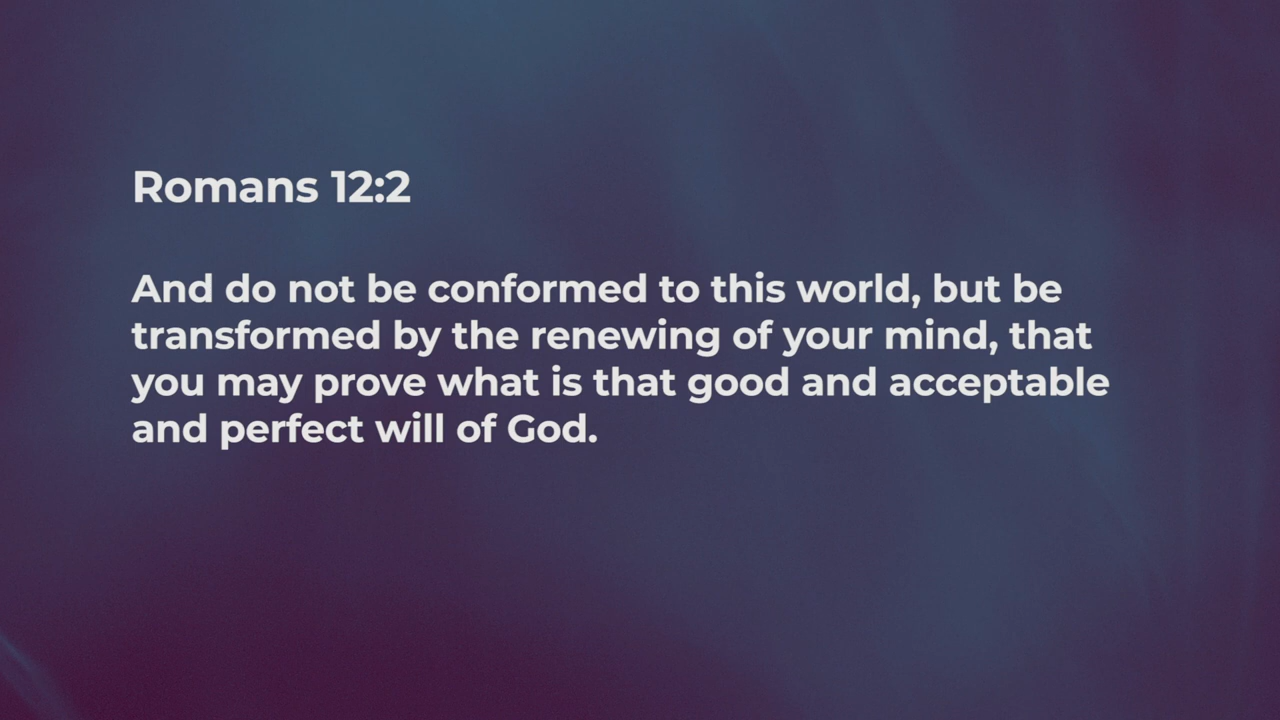 Romans 12:2
And do not be conformed to this world, but be
transformed by the renewing of your mind, that
you may prove what is that good and acceptable
and perfect will of God.